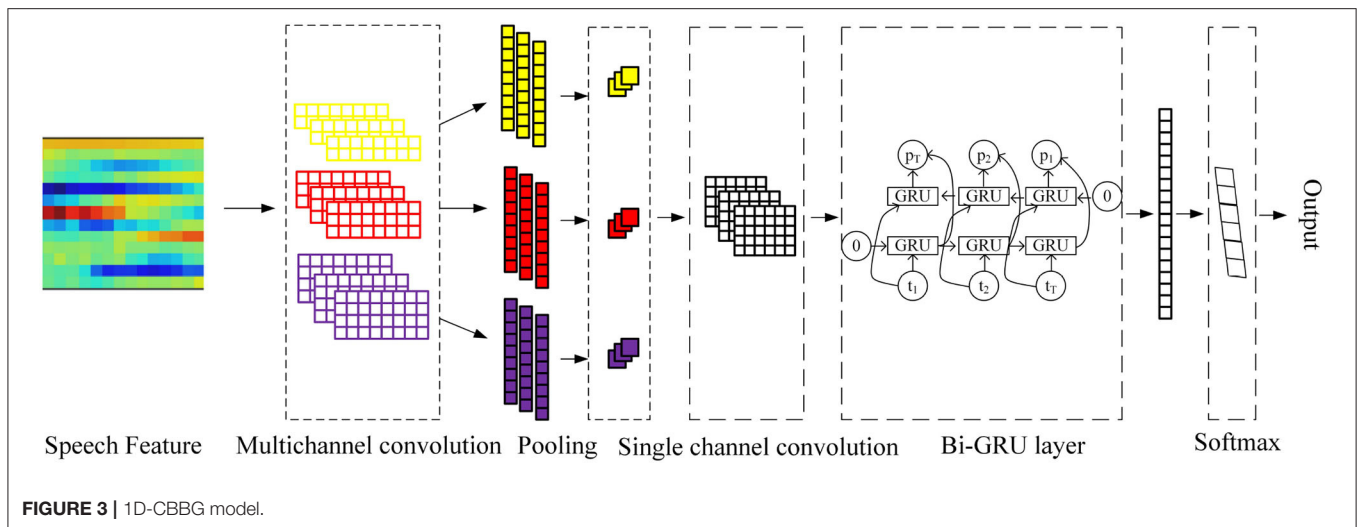 p_T p_2 p_1
GRU GRU GRU 0
0 GRU GRU GRU
t_1 t_2 t_T
Output
Speech Feature Multichannel convolution Pooling Single channel convolution Bi-GRU layer Softmax
FIGURE 3 | 1D-CBBG model.